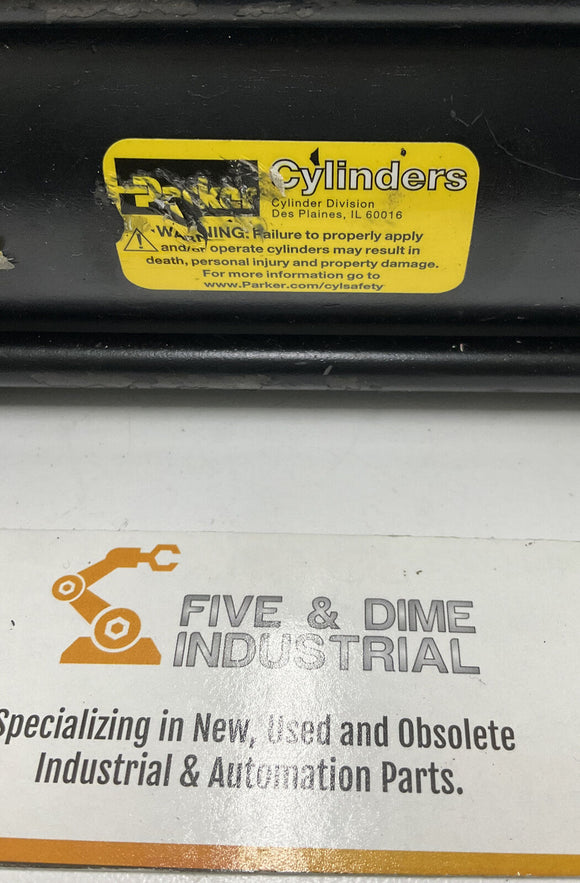 Parker
Cylinders
Cylinder Division
Des Plaines, IL 60016
WARNING: Failure to properly apply
and/or operate cylinders may result in
death, personal injury and property damage.
For more information go to
www.Parker.com/cylsafety
FIVE & DIME
INDUSTRIAL
Specializing in New, Used and Obsolete
Industrial & Automation Parts.